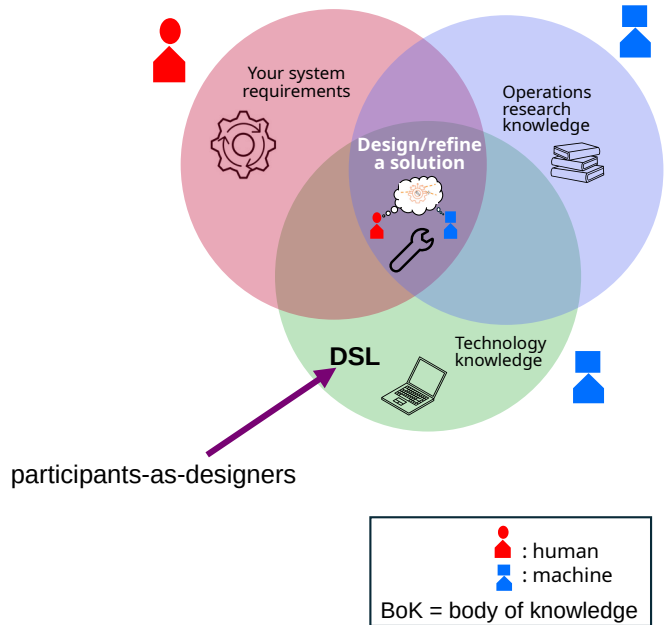 Your system
requirements
Operations
research
knowledge
Design/refine
a solution
DSL
Technology
knowledge
participants-as-designers
: human
: machine
BoK = body of knowledge